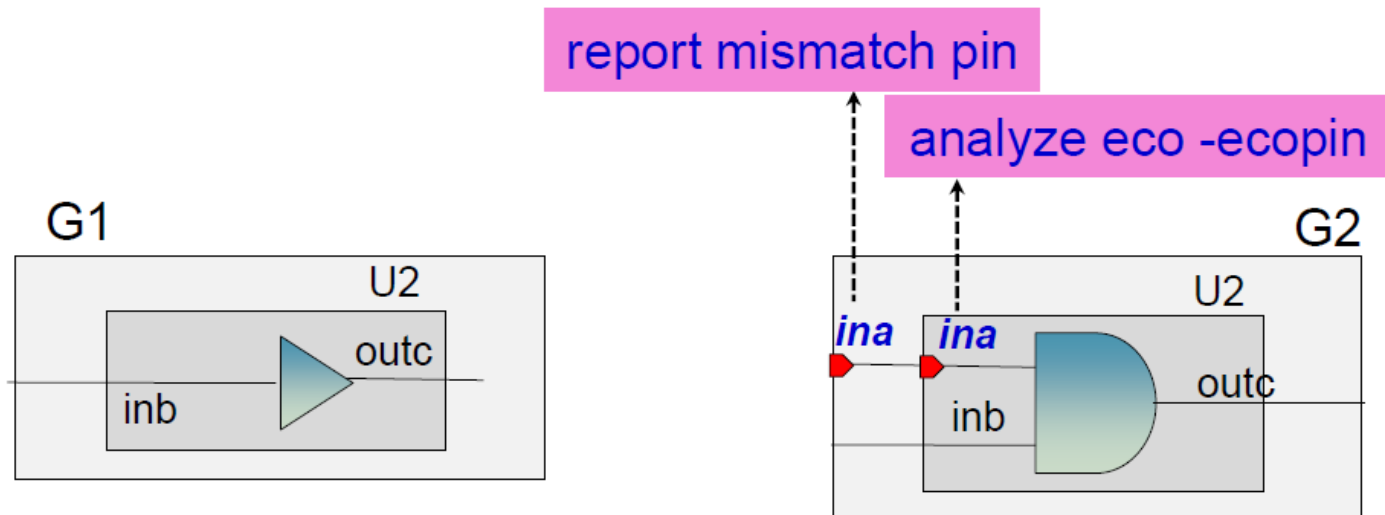 report mismatch pin
analyze eco -ecopin
G1
U2
outc
inb
G2
U2
ina
ina
outc
inb